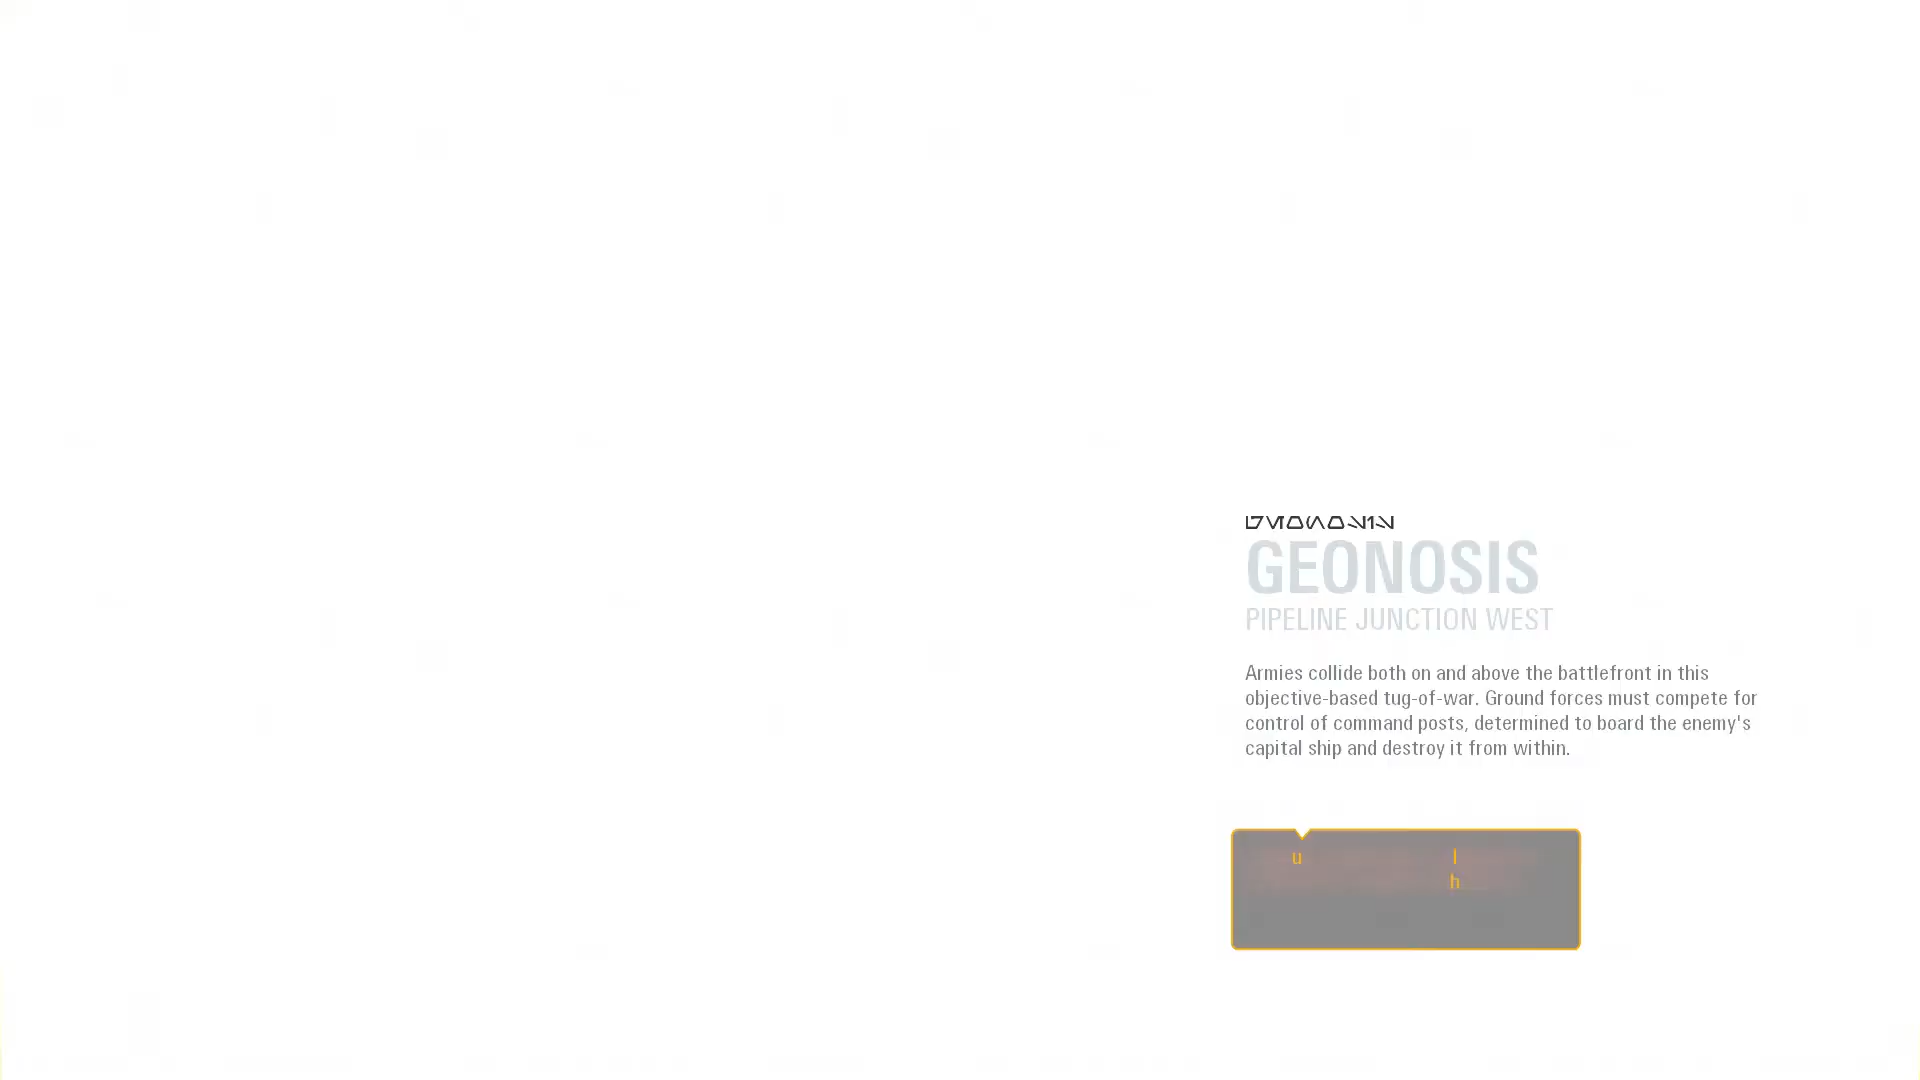 GEONOSIS
PIPELINE JUNCTION WEST
Armies collide both on and above the battlefront in this
objective-based tug-of-war. Ground forces must compete for
control of command posts, determined to board the enemy's
capital ship and destroy it from within.
u l
h